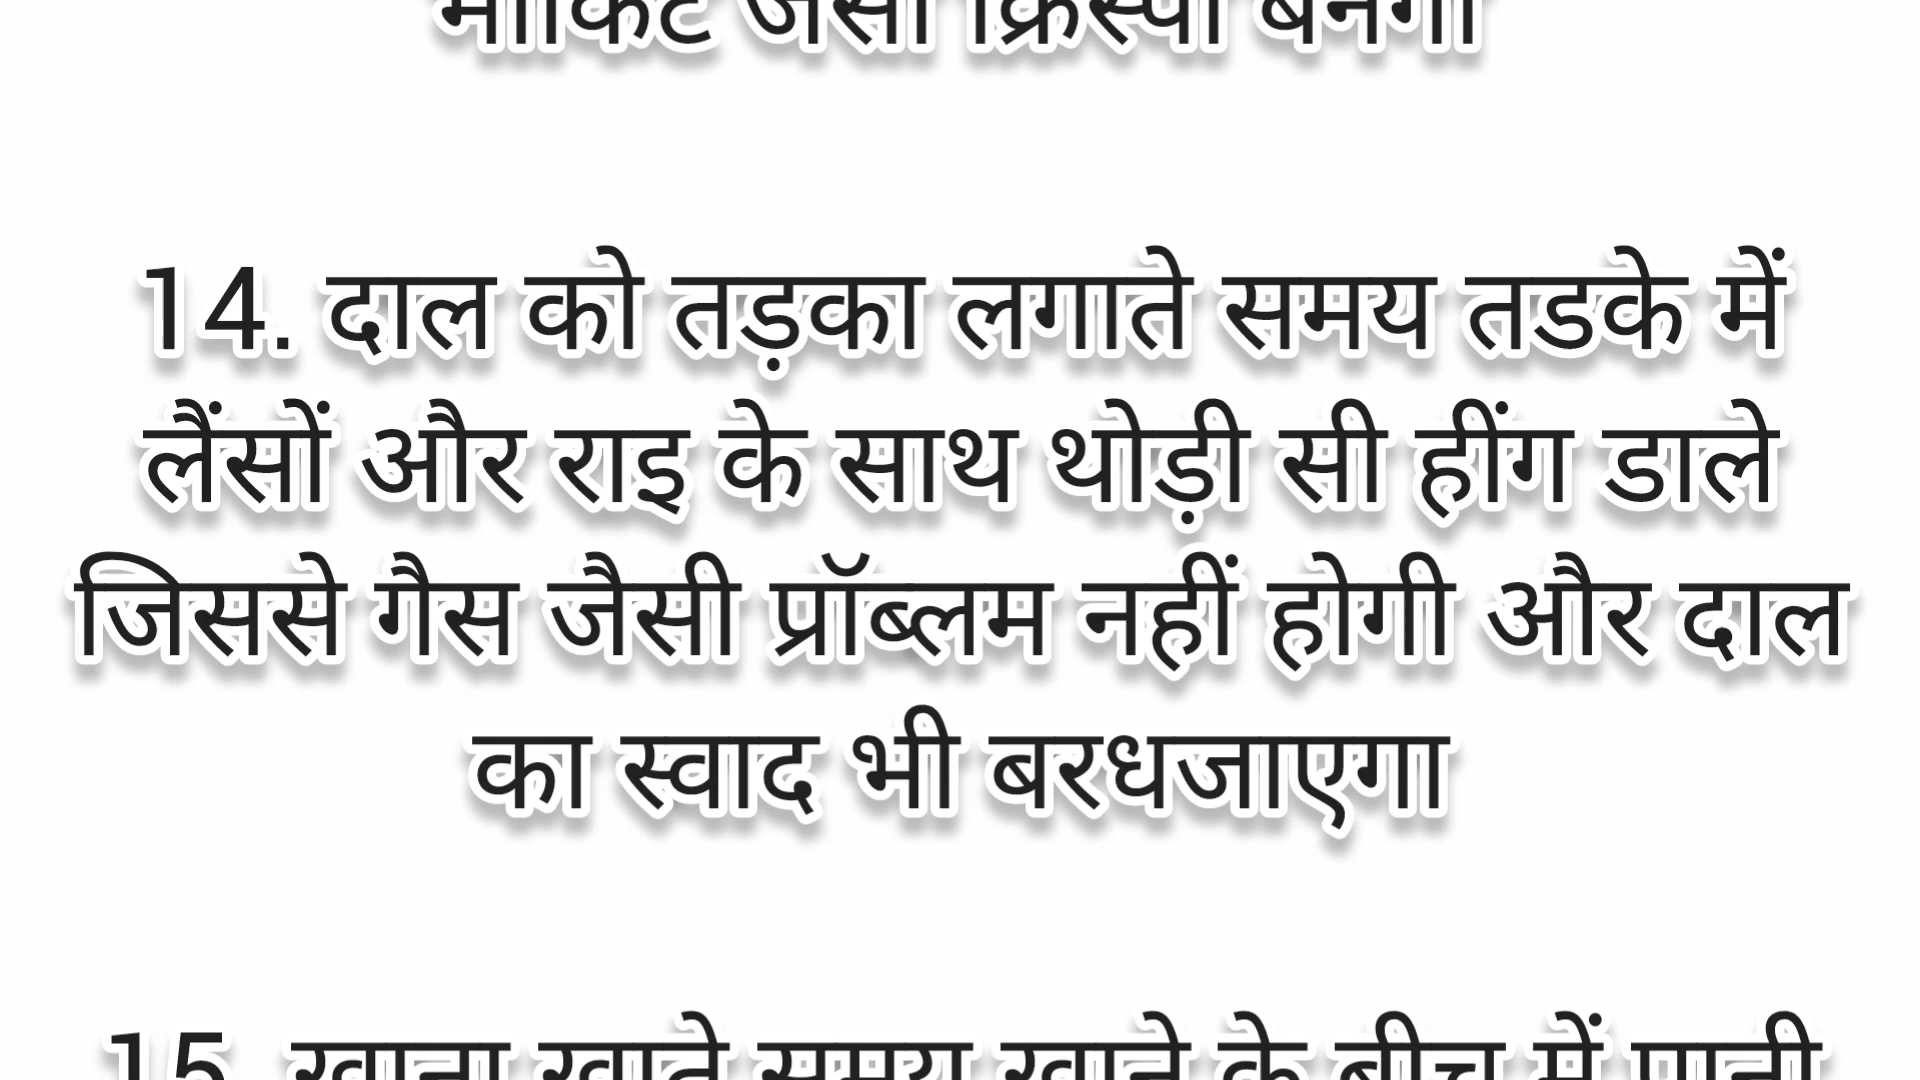 मार्किट जैसी क्रिस्पी बनेगी
14. दाल को तड़का लगाते समय तडके में
लैंसों और राइ के साथ थोड़ी सी हींग डाले
जिससे गैस जैसी प्रॉब्लम नहीं होगी और दाल
का स्वाद भी बरधजाएगा
15. खाना खाते समय खाने के बीच में पानी